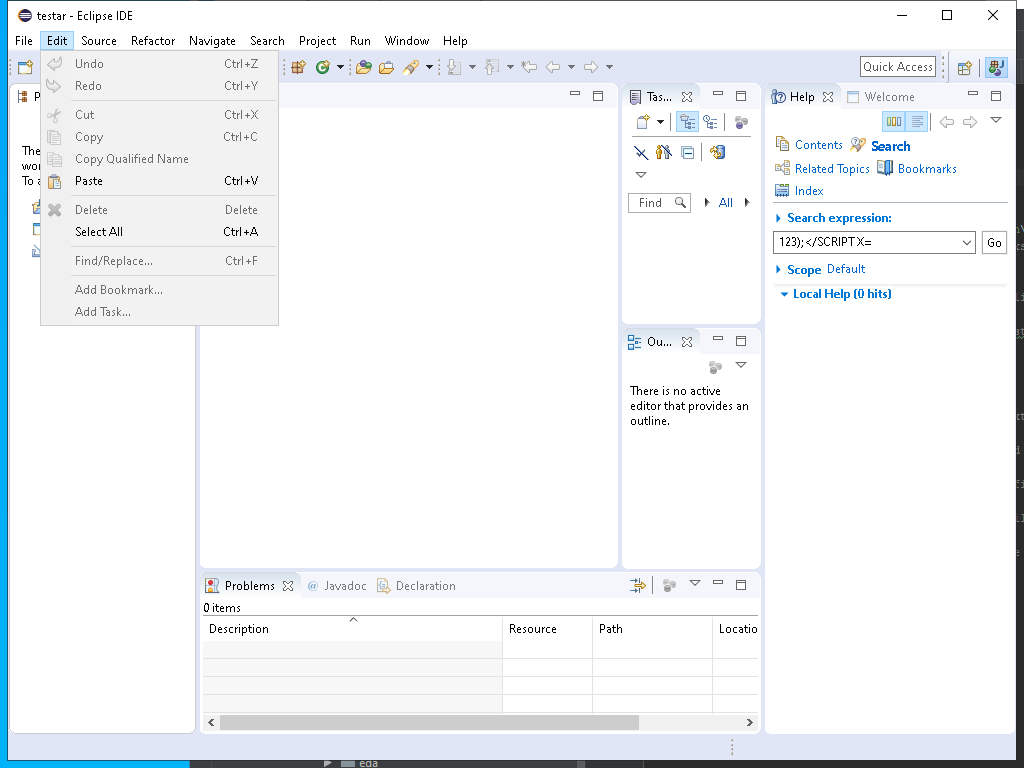 testar - Eclipse IDE
File Edit Source Refactor Navigate Search Project Run Window Help
Undo Ctrl+Z
Redo Ctrl+Y
Cut Ctrl+X
Copy Ctrl+C
Copy Qualified Name
Paste Ctrl+V
Delete Delete
Select All Ctrl+A
Find/Replace... Ctrl+F
Add Bookmark...
Add Task...
Quick Access
P
The
wor
To a
Tas...
Find
All
Ou...
There is no active
editor that provides an
outline.
Help Welcome
Contents Search
Related Topics Bookmarks
Index
Search expression:
123);</SCRIPT X=
Go
Scope Default
Local Help (0 hits)
Problems @ Javadoc Declaration
0 items
Description Resource Path Locatio
eda